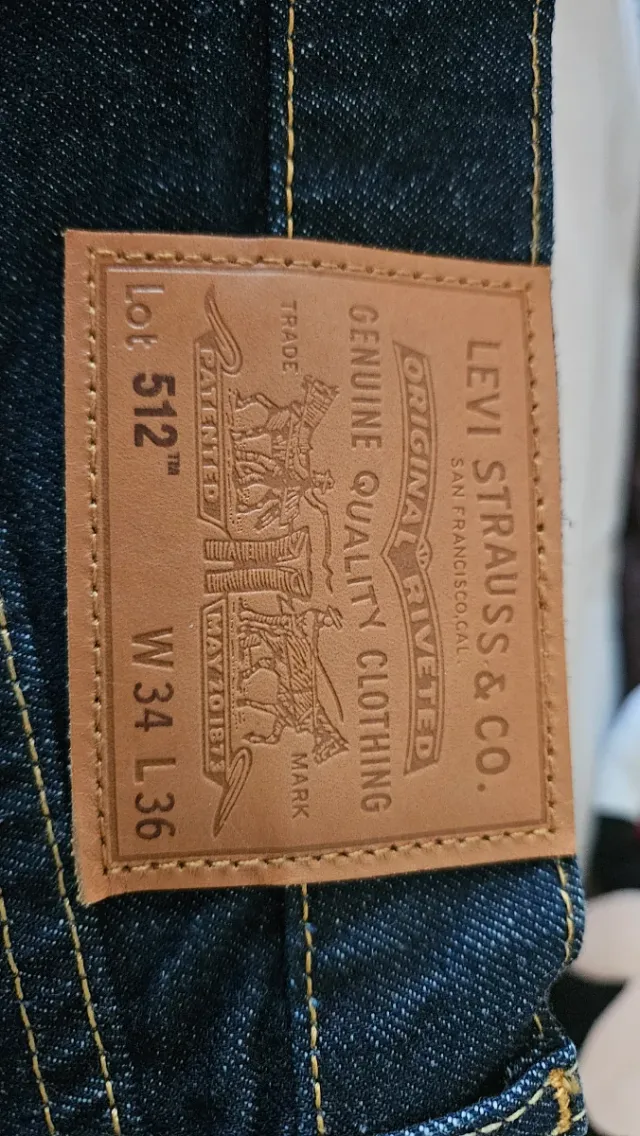 LEVI STRAUSS & CO.
SAN FRANCISCO, CAL.
ORIGINAL RIVETED
GENUINE QUALITY CLOTHING
TRADE MARK
PATENTED MAY 20 1873
Lot 512™ W 34 L 36